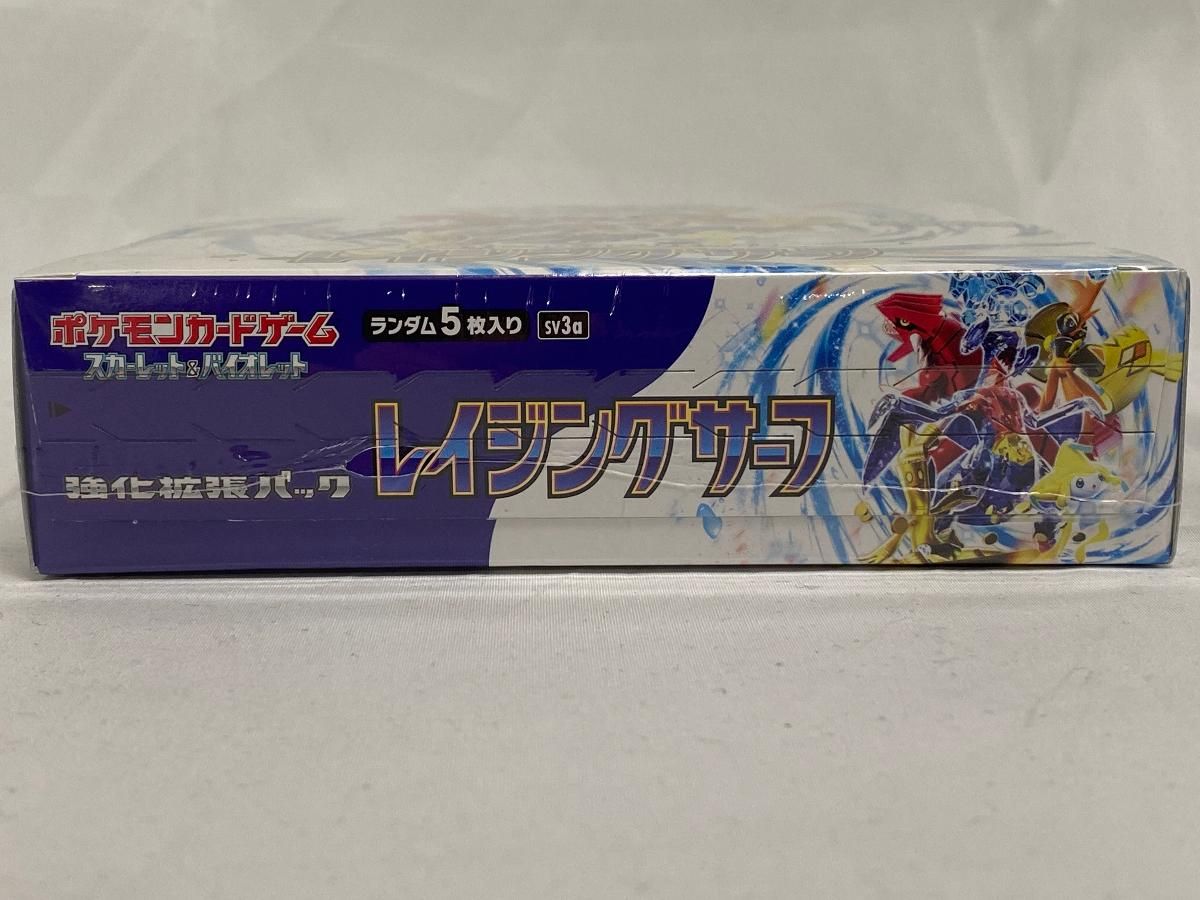 ポケモンカードゲーム
スカーレット&バイオレット
ランダム5枚入り
sv3a
強化拡張パック
レイジングサーフ